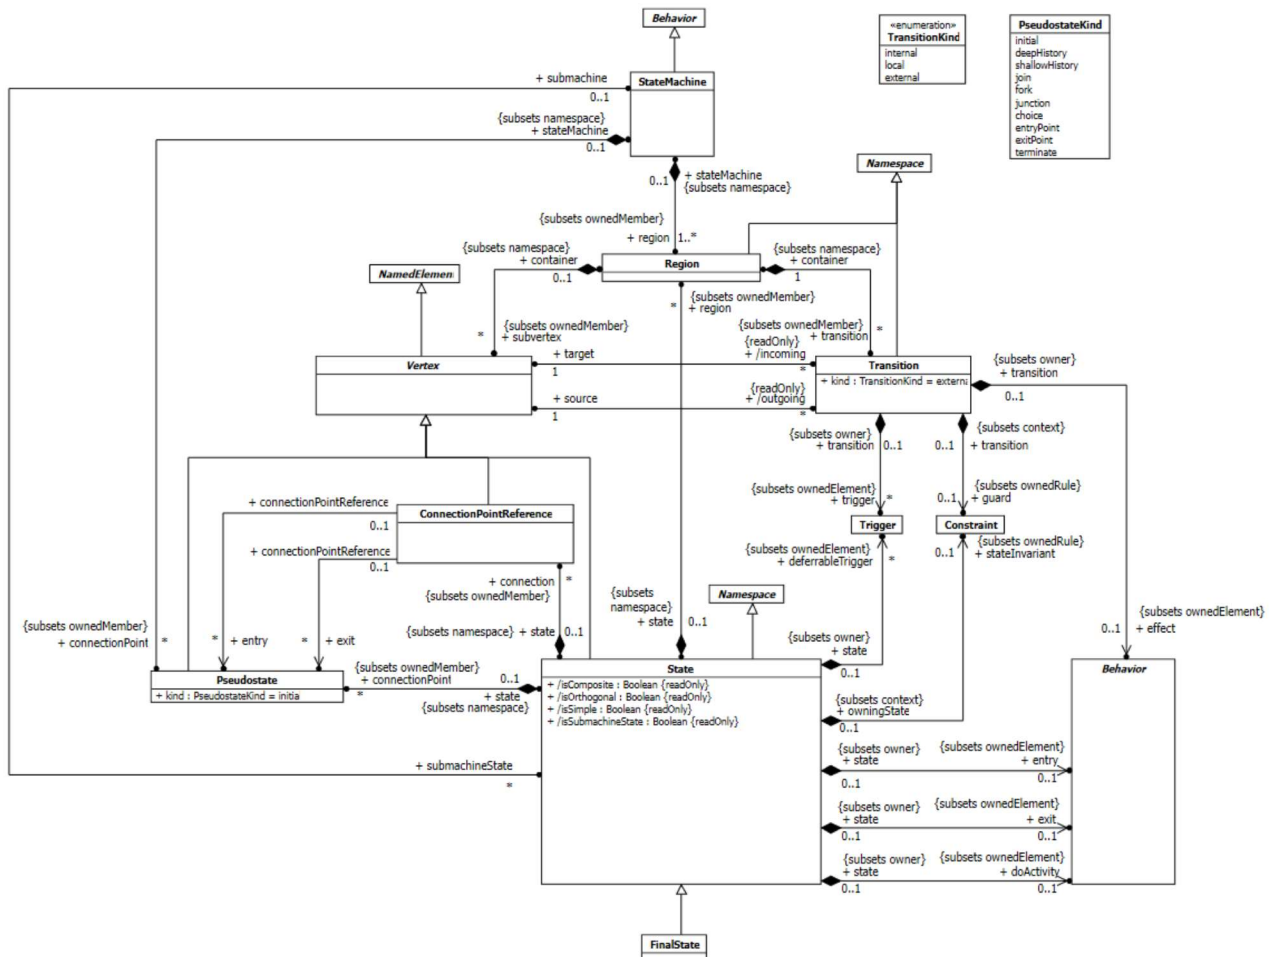 Behavior
«enumeration»
TransitionKind
internal
local
external
PseudostateKind
initial
deepHistory
shallowHistory
join
fork
junction
choice
entryPoint
exitPoint
terminate
+ submachine
0..1
StateMachine
{subsets namespace}
+ stateMachine
0..1
0..1
+ stateMachine
{subsets namespace}
Namespace
{subsets ownedMember}
+ region
1..*
{subsets namespace}
+ container
0..1
Region
{subsets namespace}
+ container
1
NamedElemen
*
{subsets ownedMember}
+ region
*
{subsets ownedMember}
+ subvertex
{subsets ownedMember}
+ transition
*
Vertex
+ target
1
{readOnly}
+ /incoming
*
Transition
+ kind : TransitionKind = externa
{subsets owner}
+ transition
0..1
+ source
1
{readOnly}
+ /outgoing
*
{subsets owner}
+ transition
0..1
0..1
{subsets context}
+ transition
{subsets ownedElement}
+ trigger
*
0..1
{subsets ownedRule}
+ guard
+ connectionPointReference
0..1
ConnectionPointReference
Trigger
Constraint
+ connectionPointReference
0..1
{subsets ownedElement}
+ deferrableTrigger
*
0..1
{subsets ownedRule}
+ stateInvariant
+ connection
*
{subsets ownedMember}
{subsets
namespace}
+ state
0..1
Namespace
{subsets ownedElement}
0..1
+ effect
{subsets ownedMember}
+ connectionPoint
*
*
+ entry
*
+ exit
{subsets namespace}
+ state
0..1
{subsets owner}
+ state
0..1
Pseudostate
+ kind : PseudostateKind = initia
{subsets ownedMember}
+ connectionPoint
*
0..1
+ state
{subsets namespace}
State
+ /isComposite : Boolean {readOnly}
+ /isOrthogonal : Boolean {readOnly}
+ /isSimple : Boolean {readOnly}
+ /isSubmachineState : Boolean {readOnly}
Behavior
{subsets context}
+ owningState
0..1
+ submachineState
*
{subsets owner}
+ state
0..1
{subsets ownedElement}
+ entry
0..1
{subsets owner}
+ state
0..1
{subsets ownedElement}
+ exit
0..1
{subsets owner}
+ state
0..1
{subsets ownedElement}
+ doActivity
0..1
FinalState